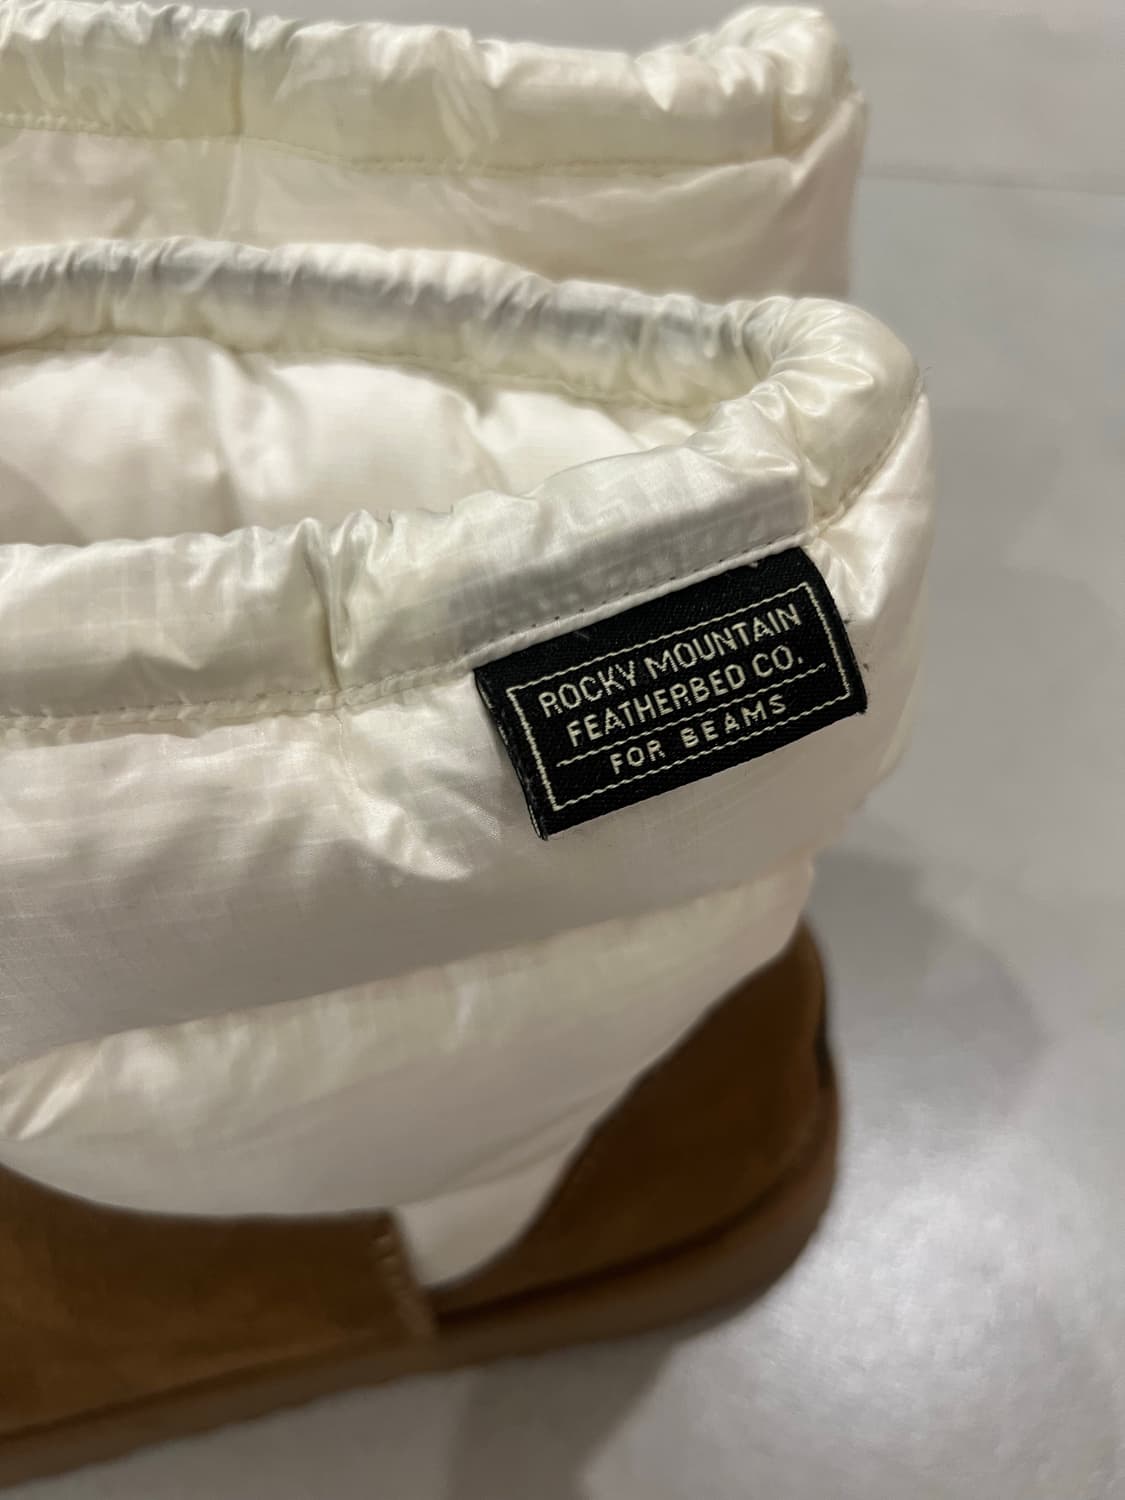 ROCKY MOUNTAIN
FEATHERBED CO.
FOR BEAMS